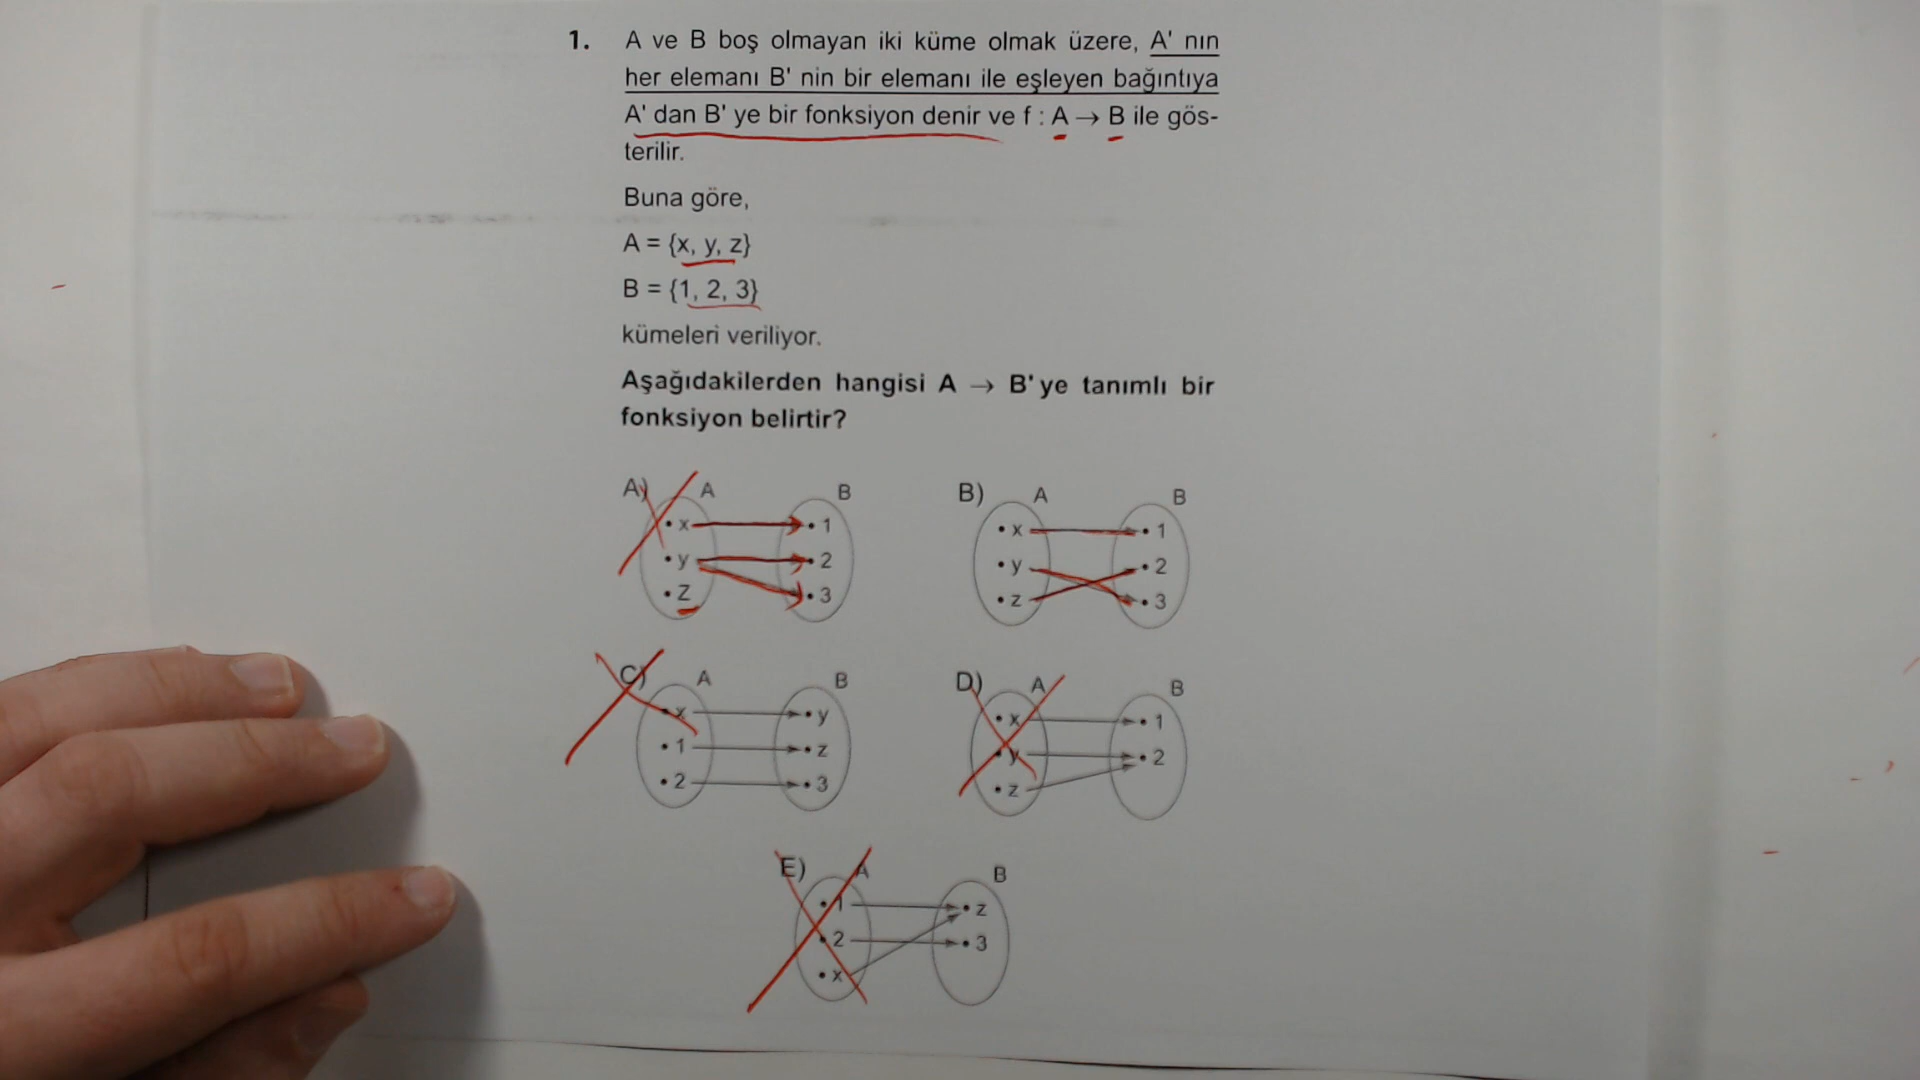 1. A ve B boş olmayan iki küme olmak üzere, A' nın
her elemanı B' nin bir elemanı ile eşleyen bağıntıya
A' dan B' ye bir fonksiyon denir ve f : A → B ile gös-
terilir.
Buna göre,
A = {x, y, z}
B = {1, 2, 3}
kümeleri veriliyor.
Aşağıdakilerden hangisi A → B' ye tanımlı bir
fonksiyon belirtir?
A) A B
x 1
y 2
z 3
B) A B
x 1
y 2
z 3
C) A B
x y
1 z
2 3
D) A B
x 1
y 2
z
E) A B
1 z
2 3
x